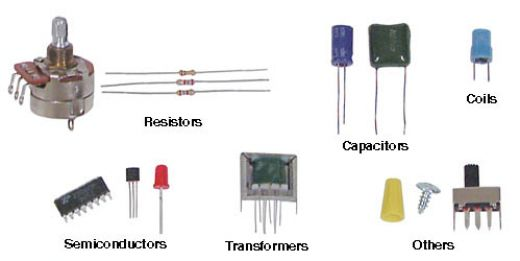 Resistors
Capacitors
Coils
Semiconductors
Transformers
Others